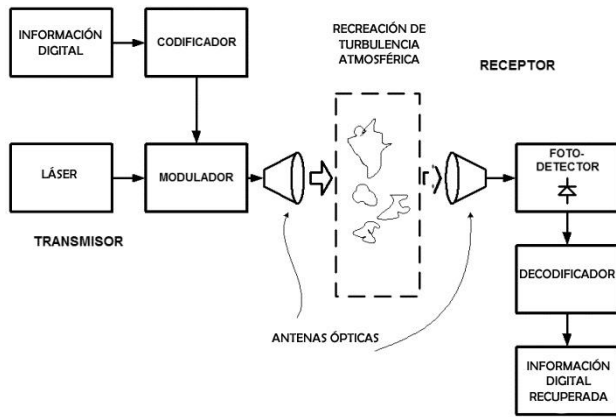 INFORMACIÓN
DIGITAL
CODIFICADOR
RECREACIÓN DE
TURBULENCIA
ATMOSFÉRICA
RECEPTOR
LÁSER
MODULADOR
FOTO-
DETECTOR
TRANSMISOR
DECODIFICADOR
ANTENAS ÓPTICAS
INFORMACIÓN
DIGITAL
RECUPERADA